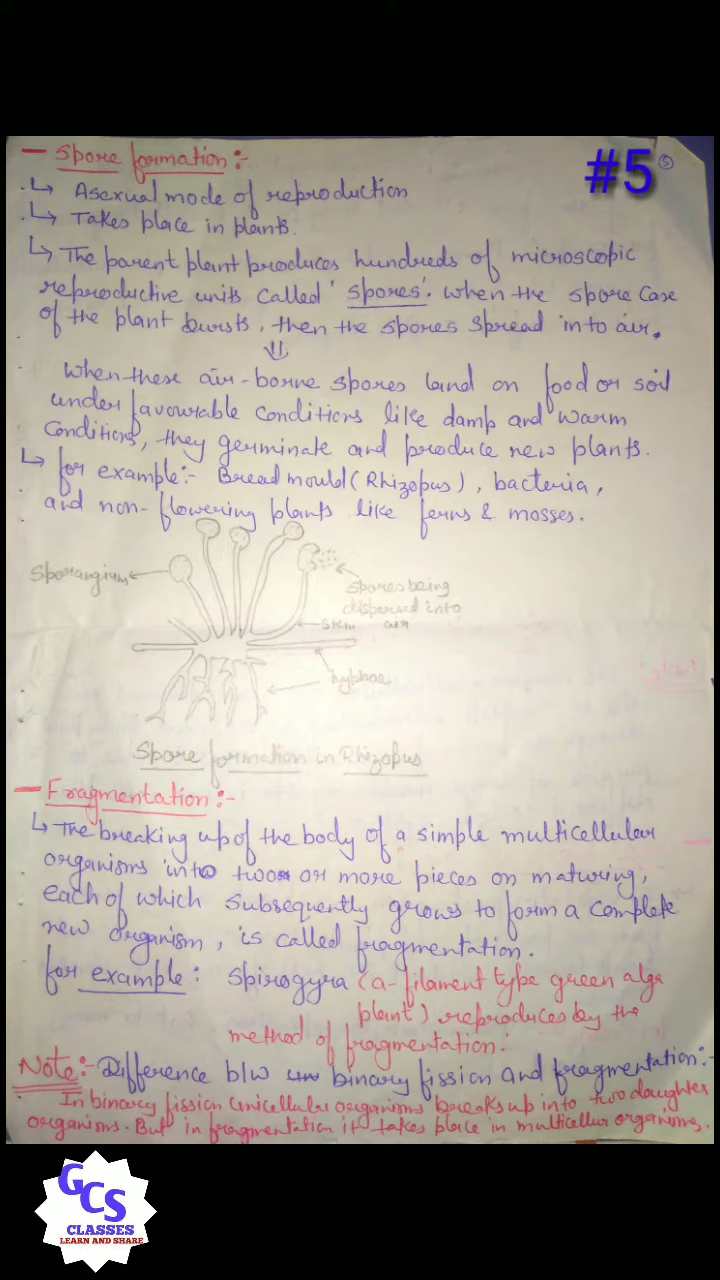 #5 5
- Spore formation:-
↳ Asexual mode of reproduction
↳ Takes place in plants.
↳ The parent plant produces hundreds of microscopic
reproductive units called 'spores'. When the spore case
of the plant bursts, then the spores spread into air.
⇓
When these air-borne spores land on food or soil
under favourable conditions like damp and warm
conditions, they germinate and produce new plants.
↳ for example:- Bread mould (Rhizopus), bacteria,
and non-flowering plants like ferns & mosses.
Sporangium
spores being
dispersed into
air
stem
hyphae
Spore formation in Rhizopus
- Fragmentation:-
↳ The breaking up of the body of a simple multicellular
organisms into two or more pieces on maturing,
each of which subsequently grows to form a complete
new organism, is called fragmentation.
for example: Spirogyra (a-filament type green alga
plant) reproduces by the
method of fragmentation.
Note:- Difference b/w binary fission and fragmentation:-
In binary fission unicellular organisms breaks up into two daughter
organisms. But in fragmentation it takes place in multicellur organisms.
GCS
CLASSES
LEARN AND SHARE